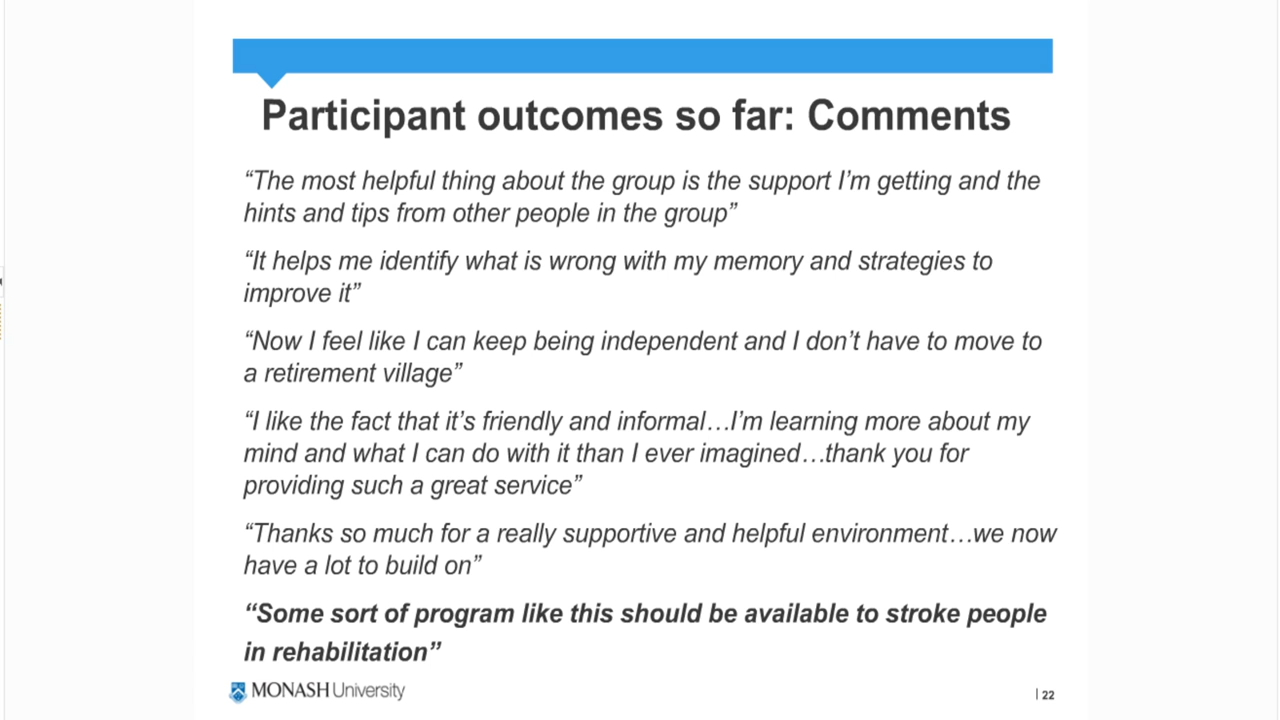 Participant outcomes so far: Comments
“The most helpful thing about the group is the support I’m getting and the
hints and tips from other people in the group”
“It helps me identify what is wrong with my memory and strategies to
improve it”
“Now I feel like I can keep being independent and I don’t have to move to
a retirement village”
“I like the fact that it’s friendly and informal…I’m learning more about my
mind and what I can do with it than I ever imagined…thank you for
providing such a great service”
“Thanks so much for a really supportive and helpful environment…we now
have a lot to build on”
“Some sort of program like this should be available to stroke people
in rehabilitation”
MONASH University
| 22